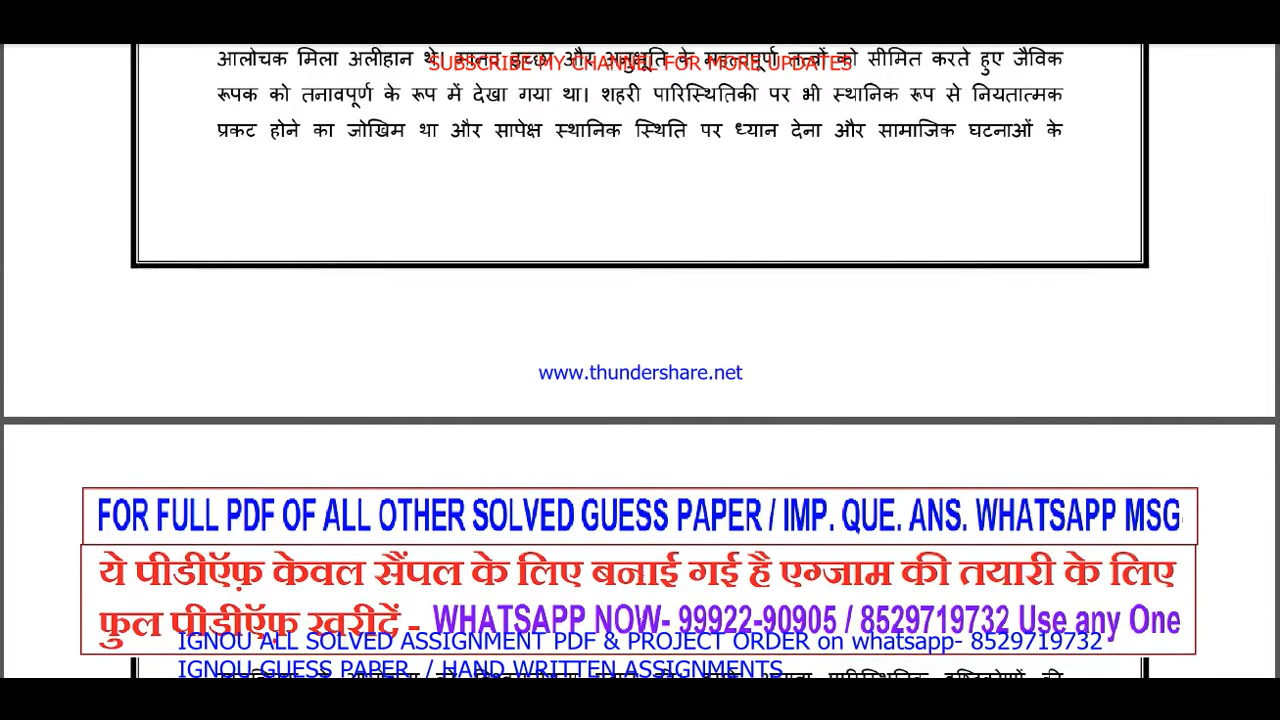 आलोचक मिला अलीहान थे। मानव इच्छा और अनुभूति के महत्वपूर्ण तत्वों को सीमित करते हुए जैविक
SUBSCRIBE MY CHANNEL FOR MORE UPDATES
रूपक को तनावपूर्ण के रूप में देखा गया था। शहरी पारिस्थितिकी पर भी स्थानिक रूप से नियतात्मक
प्रकट होने का जोखिम था और सापेक्ष स्थानिक स्थिति पर ध्यान देना और सामाजिक घटनाओं के
www.thundershare.net
FOR FULL PDF OF ALL OTHER SOLVED GUESS PAPER / IMP. QUE. ANS. WHATSAPP MSG
ये पीडीऍफ़ केवल सैंपल के लिए बनाई गई है एग्जाम की तयारी के लिए
फुल पीडीऍफ़ खरीदें - WHATSAPP NOW- 99922-90905 / 8529719732 Use any One
IGNOU ALL SOLVED ASSIGNMENT PDF & PROJECT ORDER on whatsapp- 8529719732
IGNOU GUESS PAPER / HAND WRITTEN ASSIGNMENTS